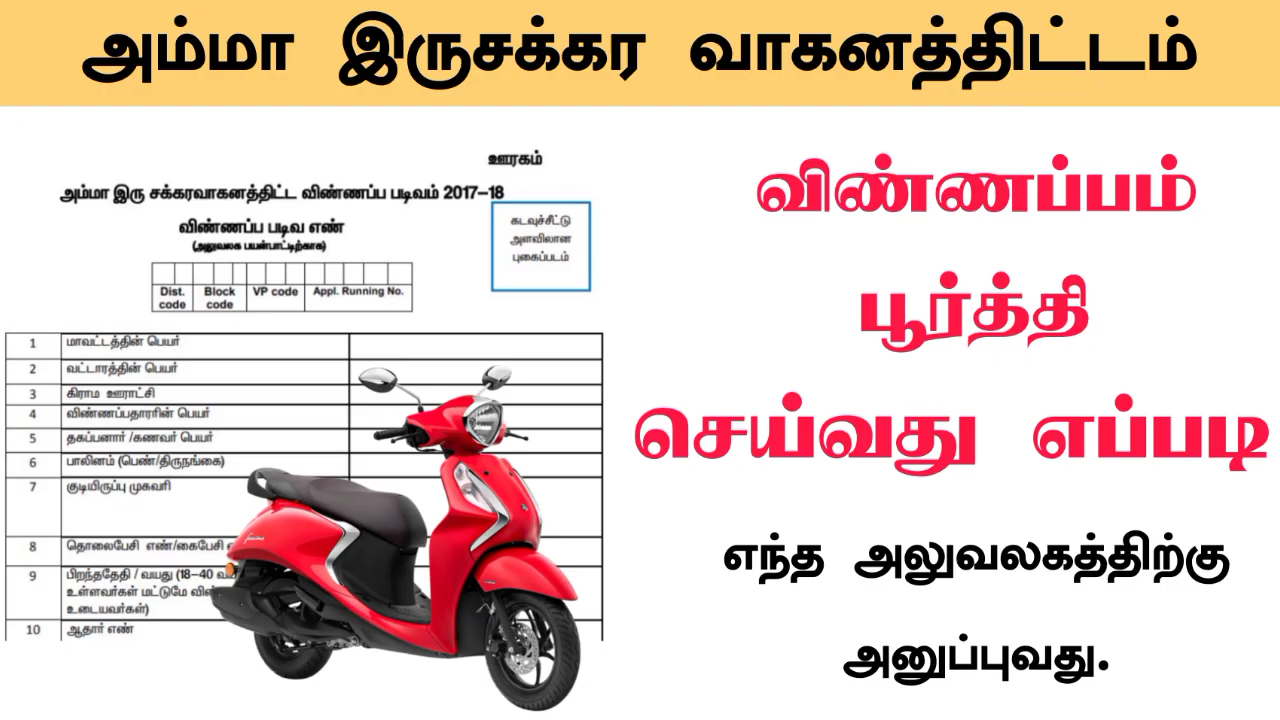 அம்மா இருசக்கர வாகனத்திட்டம்
ஊரகம்
அம்மா இரு சக்கரவாகனத்திட்ட விண்ணப்ப படிவம் 2017–18
விண்ணப்ப படிவ எண்
(அலுவலக பயன்பாட்டிற்காக)
கடவுச்சீட்டு
அளவிலான
புகைப்படம்
Dist. code Block code VP code Appl. Running No.
1 மாவட்டத்தின் பெயர்
2 வட்டாரத்தின் பெயர்
3 கிராம ஊராட்சி
4 விண்ணப்பதாரரின் பெயர்
5 தகப்பனார் /கணவர் பெயர்
6 பாலினம் (பெண்/திருநங்கை)
7 குடியிருப்பு முகவரி
8 தொலைபேசி எண்/கைபேசி
9 பிறந்ததேதி / வயது (18–40
உள்ளவர்கள் மட்டுமே
உடையவர்கள்)
10 ஆதார் எண்
விண்ணப்பம்
பூர்த்தி
செய்வது எப்படி
எந்த அலுவலகத்திற்கு
அனுப்புவது.